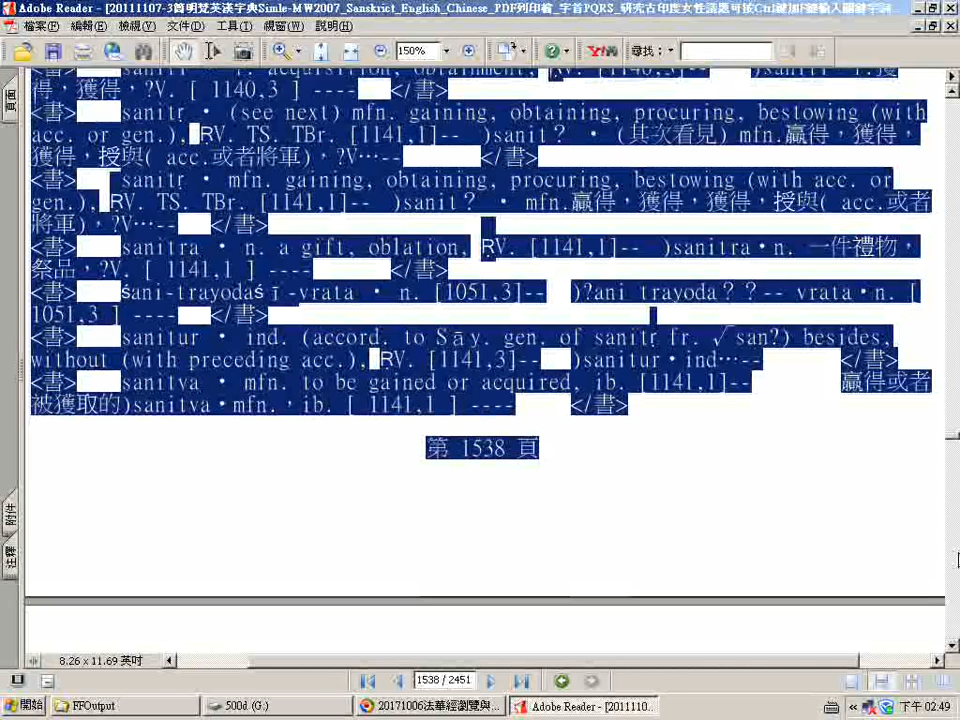 Adobe Reader - [20111107-3簡明梵英漢字典Simle-MW2007_Sanskrict_English_Chinese_PDF列印檔_字首PQRS_研究古印度女性議題可按Ctrl鍵加F鍵輸入關鍵字詞
檔案(F) 編輯(E) 檢視(V) 文件(D) 工具(T) 視窗(W) 說明(H)
150% Y! 尋找：
頁面
<書> saniti • f. acquisition, obtainment, RV. [1140,3]-- )saniti • f.獲
得，獲得，?V. [ 1140,3 ] ---- </書>
<書> sanitṛ • (see next) mfn. gaining, obtaining, procuring, bestowing (with
acc. or gen.), RV. TS. TBr. [1141,1]-- )sanit？ • (其次看見) mfn.贏得，獲得，
獲得，授與( acc.或者將軍)，?V…-- </書>
<書> sanitṛ • mfn. gaining, obtaining, procuring, bestowing (with acc. or
gen.), RV. TS. TBr. [1141,1]-- )sanit？ • mfn.贏得，獲得，獲得，授與( acc.或者
將軍)，?V…-- </書>
<書> sanitra • n. a gift, oblation, RV. [1141,1]-- )sanitra•n. 一件禮物，
祭品，?V. [ 1141,1 ] ---- </書>
<書> śani-trayodaśī-vrata • n. [1051,3]-- )?ani trayoda？？-- vrata•n. [
1051,3 ] ---- </書>
<書> sanitur • ind. (accord. to Sāy. gen. of sanitṛ fr. √san?) besides,
without (with preceding acc.), RV. [1141,3]-- )sanitur•ind…-- </書>
<書> sanitva • mfn. to be gained or acquired, ib. [1141,1]-- 贏得或者
被獲取的)sanitva•mfn.，ib. [ 1141,1 ] ---- </書>
第 1538 頁
附件
注釋
8.26 x 11.69 英吋
1538 / 2451
開始 FFOutput 500d (G:) 20171006法華經瀏覽與... Adobe Reader - [2011110... 下午 02:49